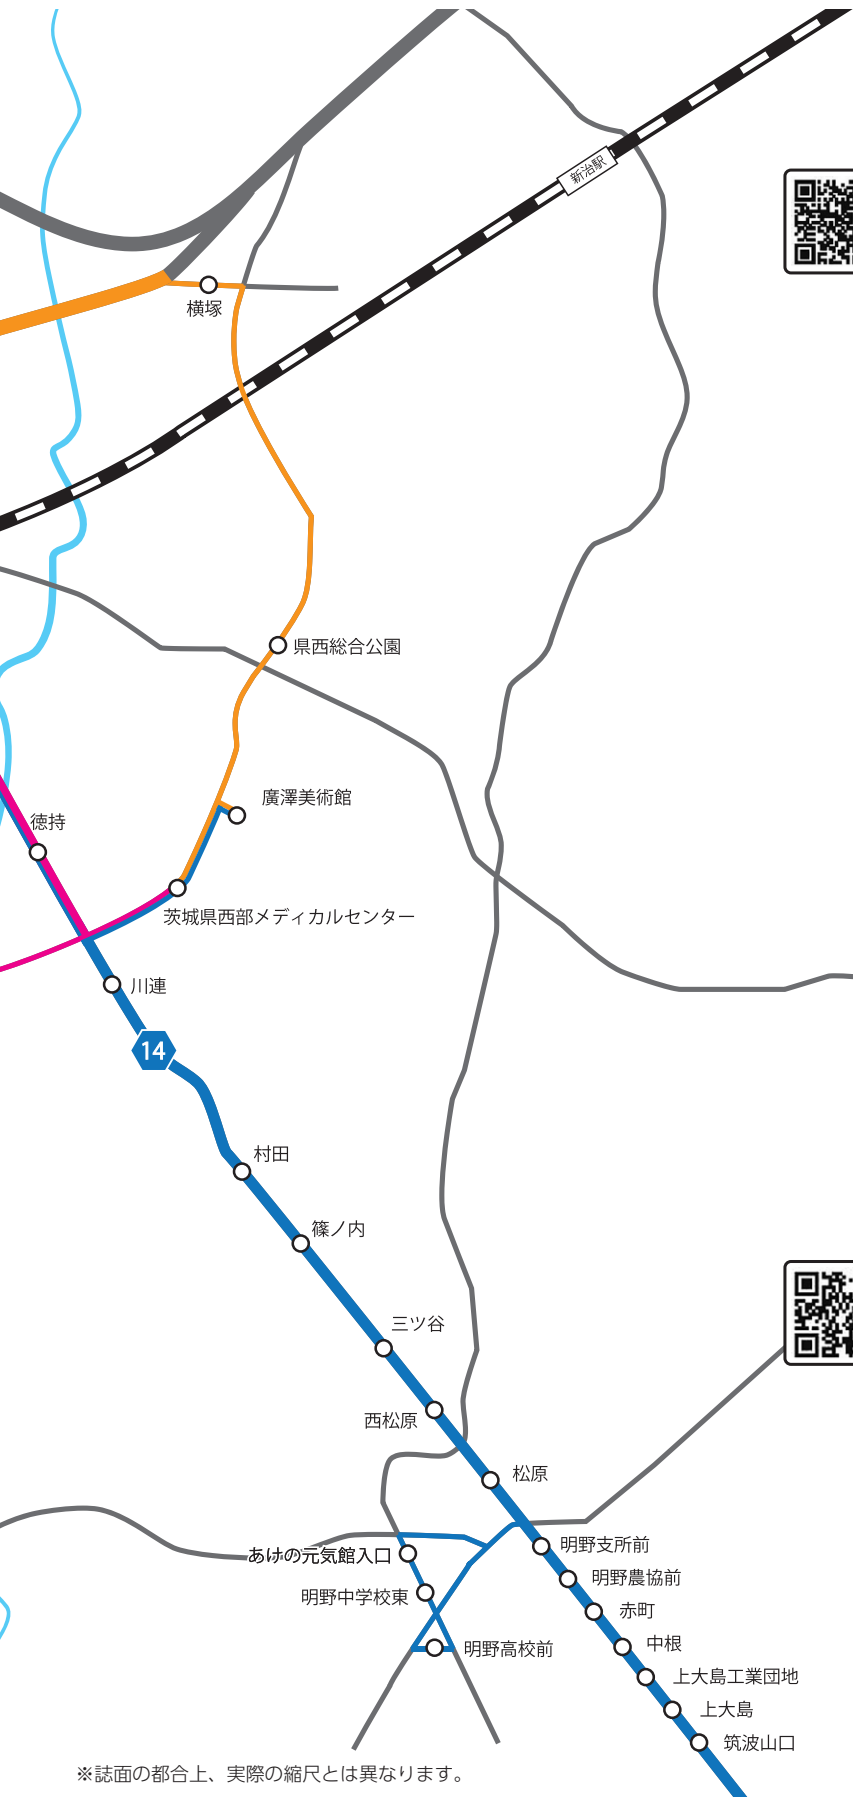 新治駅
横塚
県西総合公園
廣澤美術館
徳持
茨城県西部メディカルセンター
川連
14
村田
篠ノ内
三ツ谷
西松原
松原
明野支所前
あけの元気館入口
明野農協前
明野中学校東
赤町
中根
明野高校前
上大島工業団地
上大島
筑波山口
※誌面の都合上、実際の縮尺とは異なります。